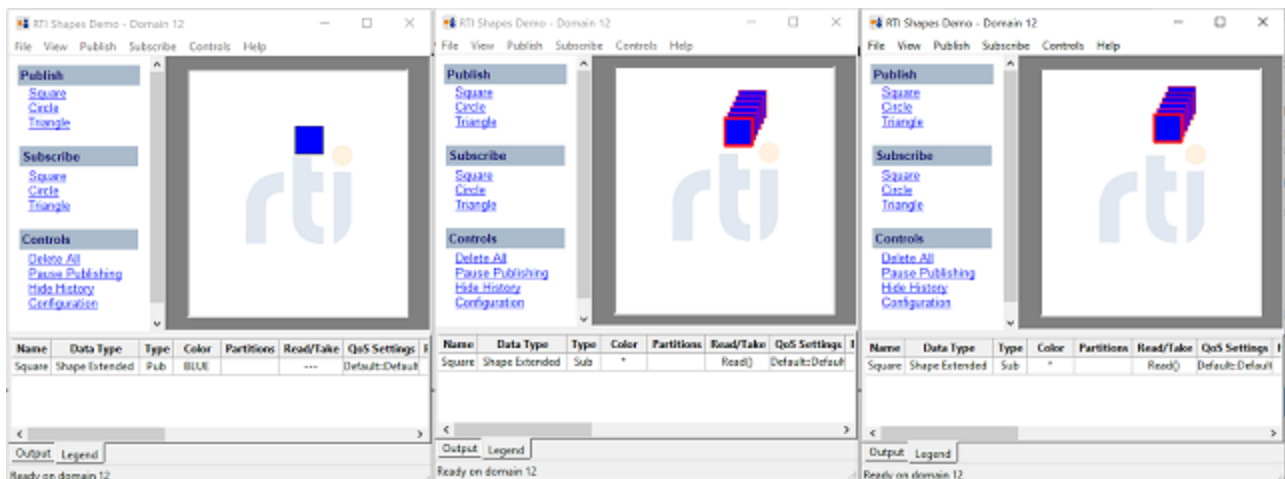 RTI Shapes Demo - Domain 12
File View Publish Subscribe Controls Help
Publish
Square
Circle
Triangle
Subscribe
Square
Circle
Triangle
Controls
Delete All
Pause Publishing
Hide History
Configuration
rti
Name Data Type Type Color Partitions Read/Take QoS Settings
Square Shape Extended Pub BLUE --- Default::Default
Output Legend
Ready on domain 12
RTI Shapes Demo - Domain 12
File View Publish Subscribe Controls Help
Publish
Square
Circle
Triangle
Subscribe
Square
Circle
Triangle
Controls
Delete All
Pause Publishing
Hide History
Configuration
rti
Name Data Type Type Color Partitions Read/Take QoS Settings
Square Shape Extended Sub * Read() Default::Defaul
Output Legend
Ready on domain 12
RTI Shapes Demo - Domain 12
File View Publish Subscribe Controls Help
Publish
Square
Circle
Triangle
Subscribe
Square
Circle
Triangle
Controls
Delete All
Pause Publishing
Hide History
Configuration
rti
Name Data Type Type Color Partitions Read/Take QoS Settings
Square Shape Extended Sub * Read() Default::Default
Output Legend
Ready on domain 12